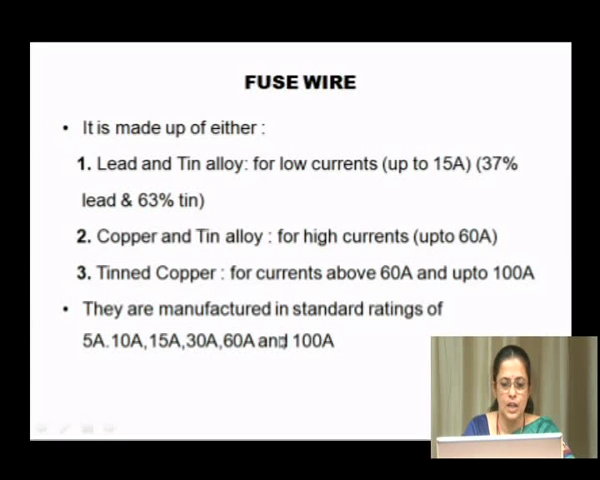 FUSE WIRE
• It is made up of either :
1. Lead and Tin alloy: for low currents (up to 15A) (37%
lead & 63% tin)
2. Copper and Tin alloy : for high currents (upto 60A)
3. Tinned Copper : for currents above 60A and upto 100A
• They are manufactured in standard ratings of
5A.10A,15A,30A,60A and 100A